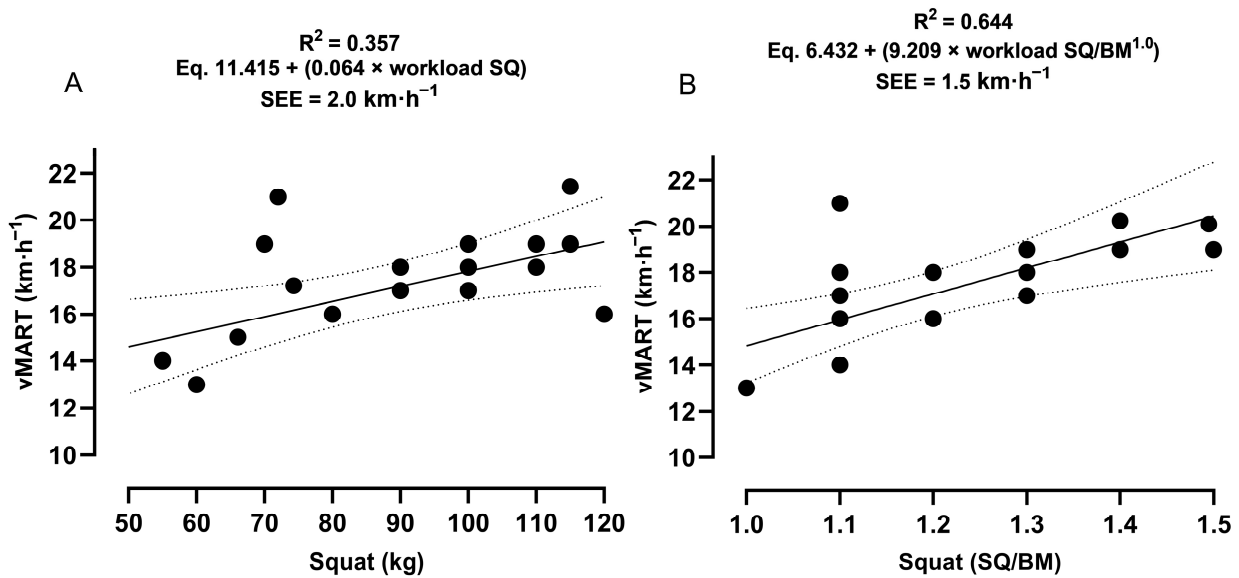 A
R² = 0.357
Eq. 11.415 + (0.064 × workload SQ)
SEE = 2.0 km·h⁻¹
vMART (km·h⁻¹)
22
20
18
16
14
12
10
50 60 70 80 90 100 110 120
Squat (kg)
B
R² = 0.644
Eq. 6.432 + (9.209 × workload SQ/BM¹·⁰)
SEE = 1.5 km·h⁻¹
vMART (km·h⁻¹)
22
20
18
16
14
12
10
1.0 1.1 1.2 1.3 1.4 1.5
Squat (SQ/BM)